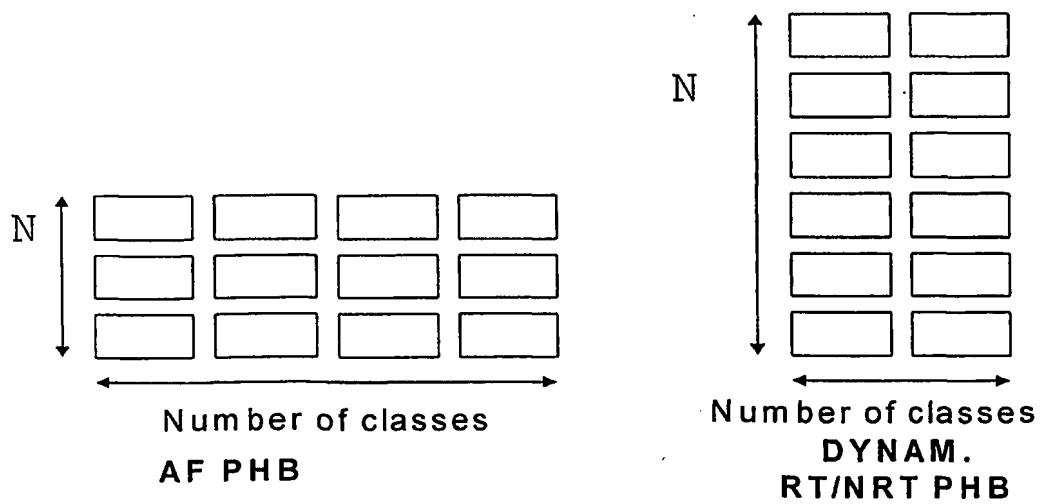 N
Number of classes
AF PHB
N
Number of classes
DYNAM.
RT/NRT PHB